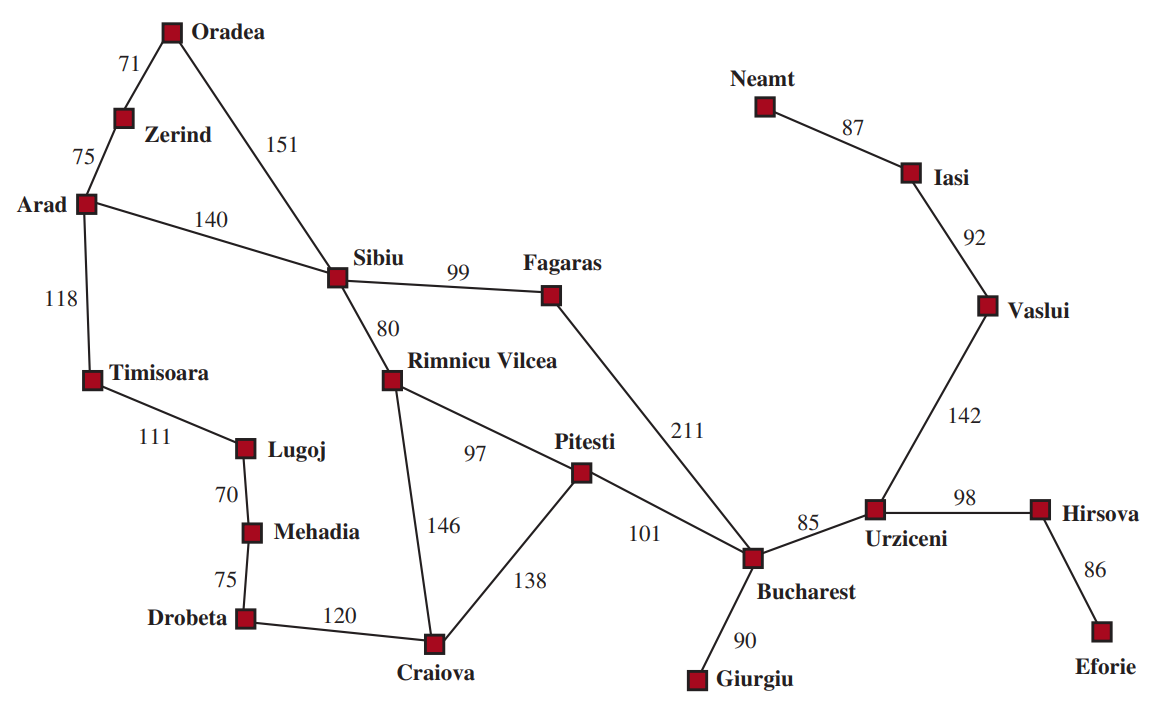 Oradea
71
Neamt
87
Zerind
151
75
Iasi
Arad
140
92
Sibiu
Fagaras
99
118
Vaslui
80
Rimnicu Vilcea
Timisoara
142
211
111
Pitesti
Lugoj
97
70
98
Hirsova
146
85
Mehadia
101
Urziceni
86
75
138
Bucharest
Drobeta
120
90
Craiova
Eforie
Giurgiu